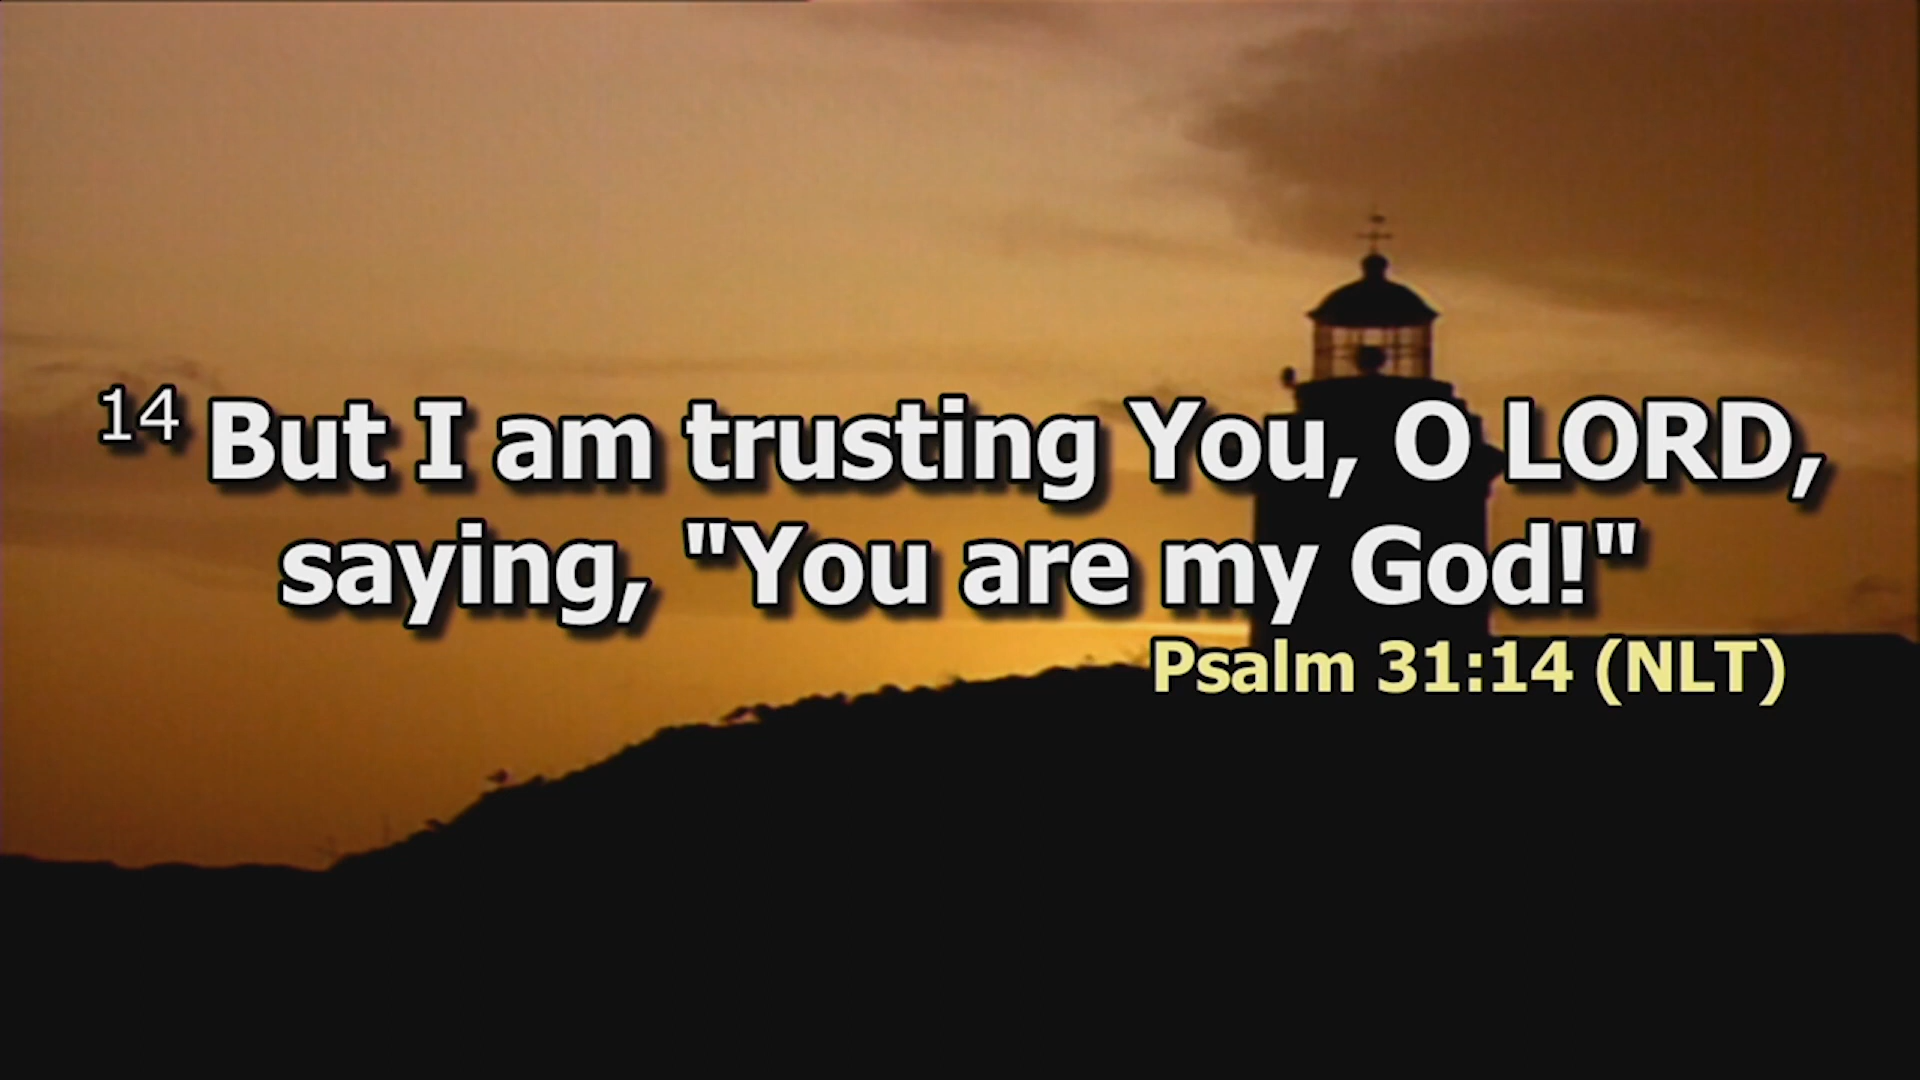 14 But I am trusting You, O LORD,
saying, "You are my God!"
Psalm 31:14 (NLT)